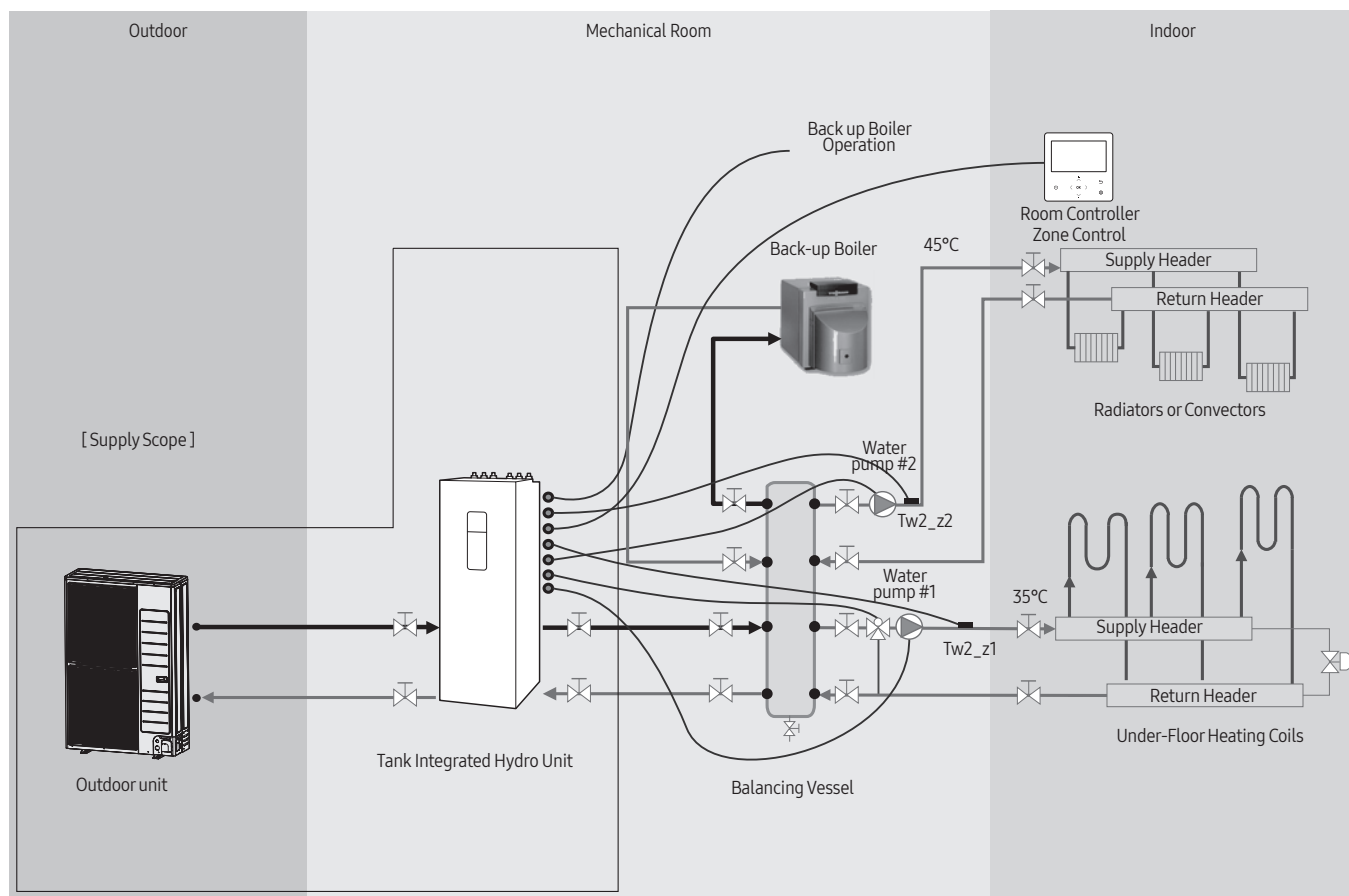 Outdoor
Mechanical Room
Indoor
Back up Boiler
Operation
Room Controller
Zone Control
Back-up Boiler
45°C
Supply Header
Return Header
Radiators or Convectors
[ Supply Scope ]
Water
pump #2
Tw2_z2
Water
pump #1
35°C
Tw2_z1
Supply Header
Return Header
Under-Floor Heating Coils
Tank Integrated Hydro Unit
Outdoor unit
Balancing Vessel